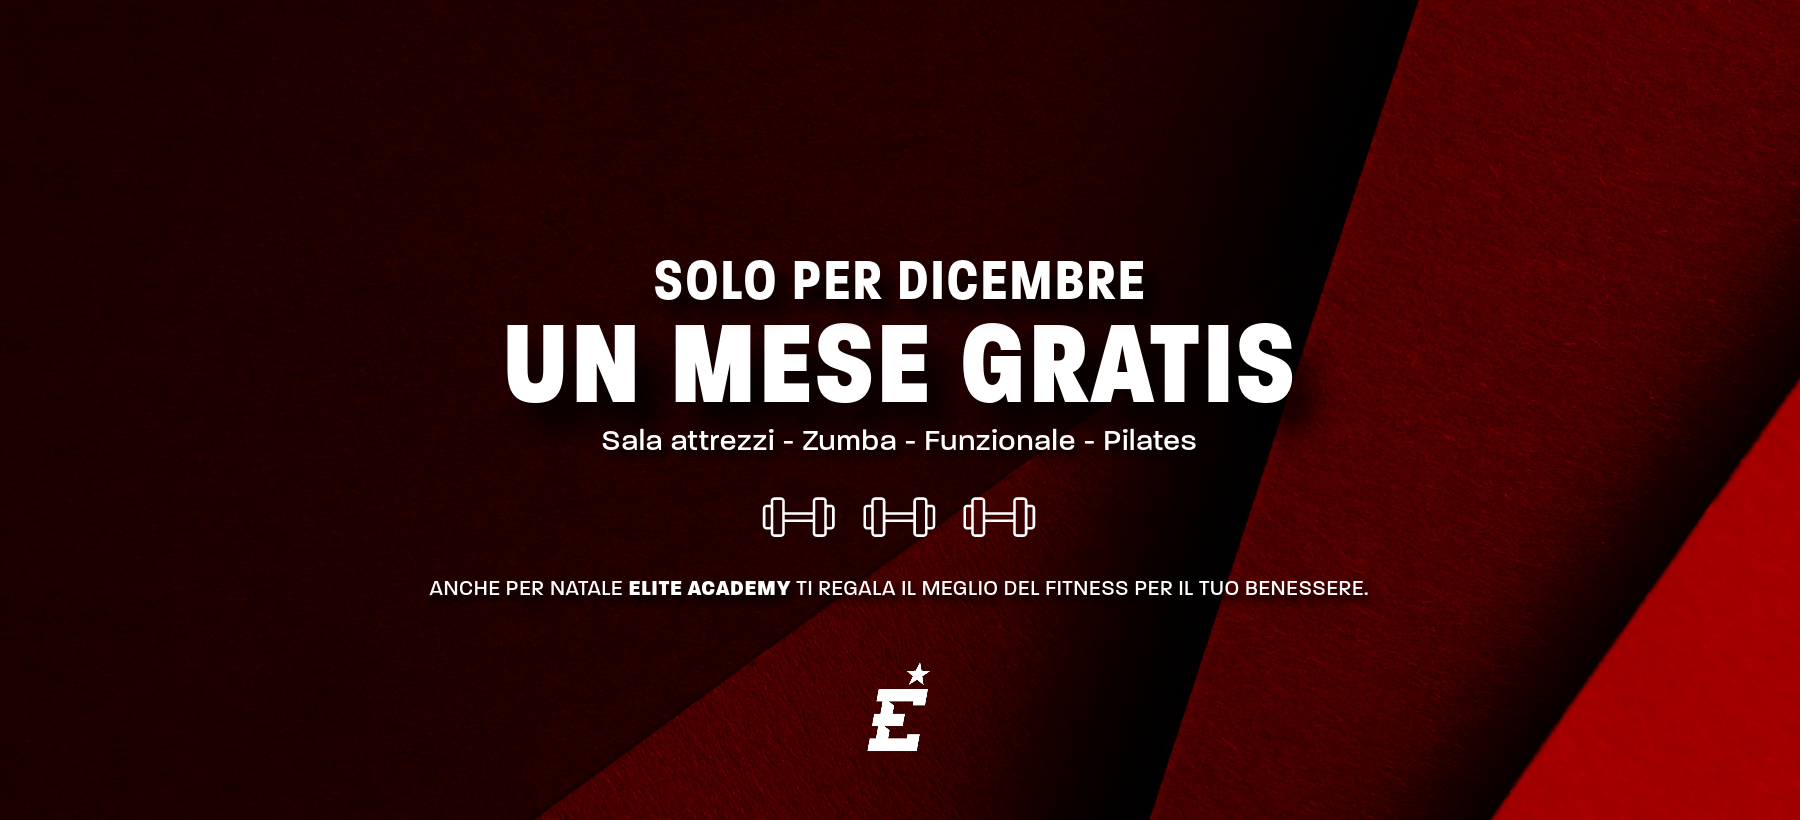 SOLO PER DICEMBRE
UN MESE GRATIS
Sala attrezzi - Zumba - Funzionale - Pilates
ANCHE PER NATALE ELITE ACADEMY TI REGALA IL MEGLIO DEL FITNESS PER IL TUO BENESSERE.
E